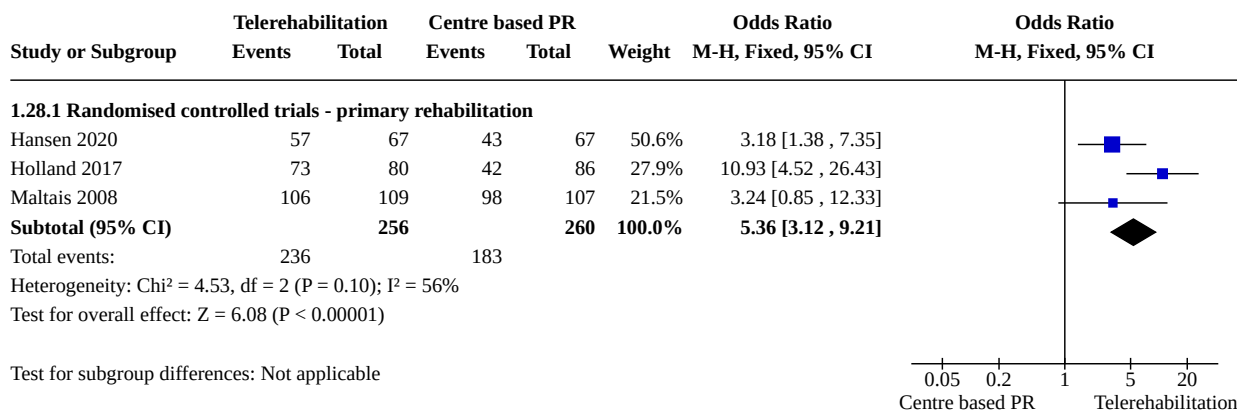 Telerehabilitation Centre based PR Odds Ratio Odds Ratio
Study or Subgroup Events Total Events Total Weight M-H, Fixed, 95% CI M-H, Fixed, 95% CI
1.28.1 Randomised controlled trials - primary rehabilitation
Hansen 2020 57 67 43 67 50.6% 3.18 [1.38 , 7.35]
Holland 2017 73 80 42 86 27.9% 10.93 [4.52 , 26.43]
Maltais 2008 106 109 98 107 21.5% 3.24 [0.85 , 12.33]
Subtotal (95% CI) 256 260 100.0% 5.36 [3.12 , 9.21]
Total events: 236 183
Heterogeneity: Chi² = 4.53, df = 2 (P = 0.10); I² = 56%
Test for overall effect: Z = 6.08 (P < 0.00001)
Test for subgroup differences: Not applicable
0.05 0.2 1 5 20
Centre based PR Telerehabilitation